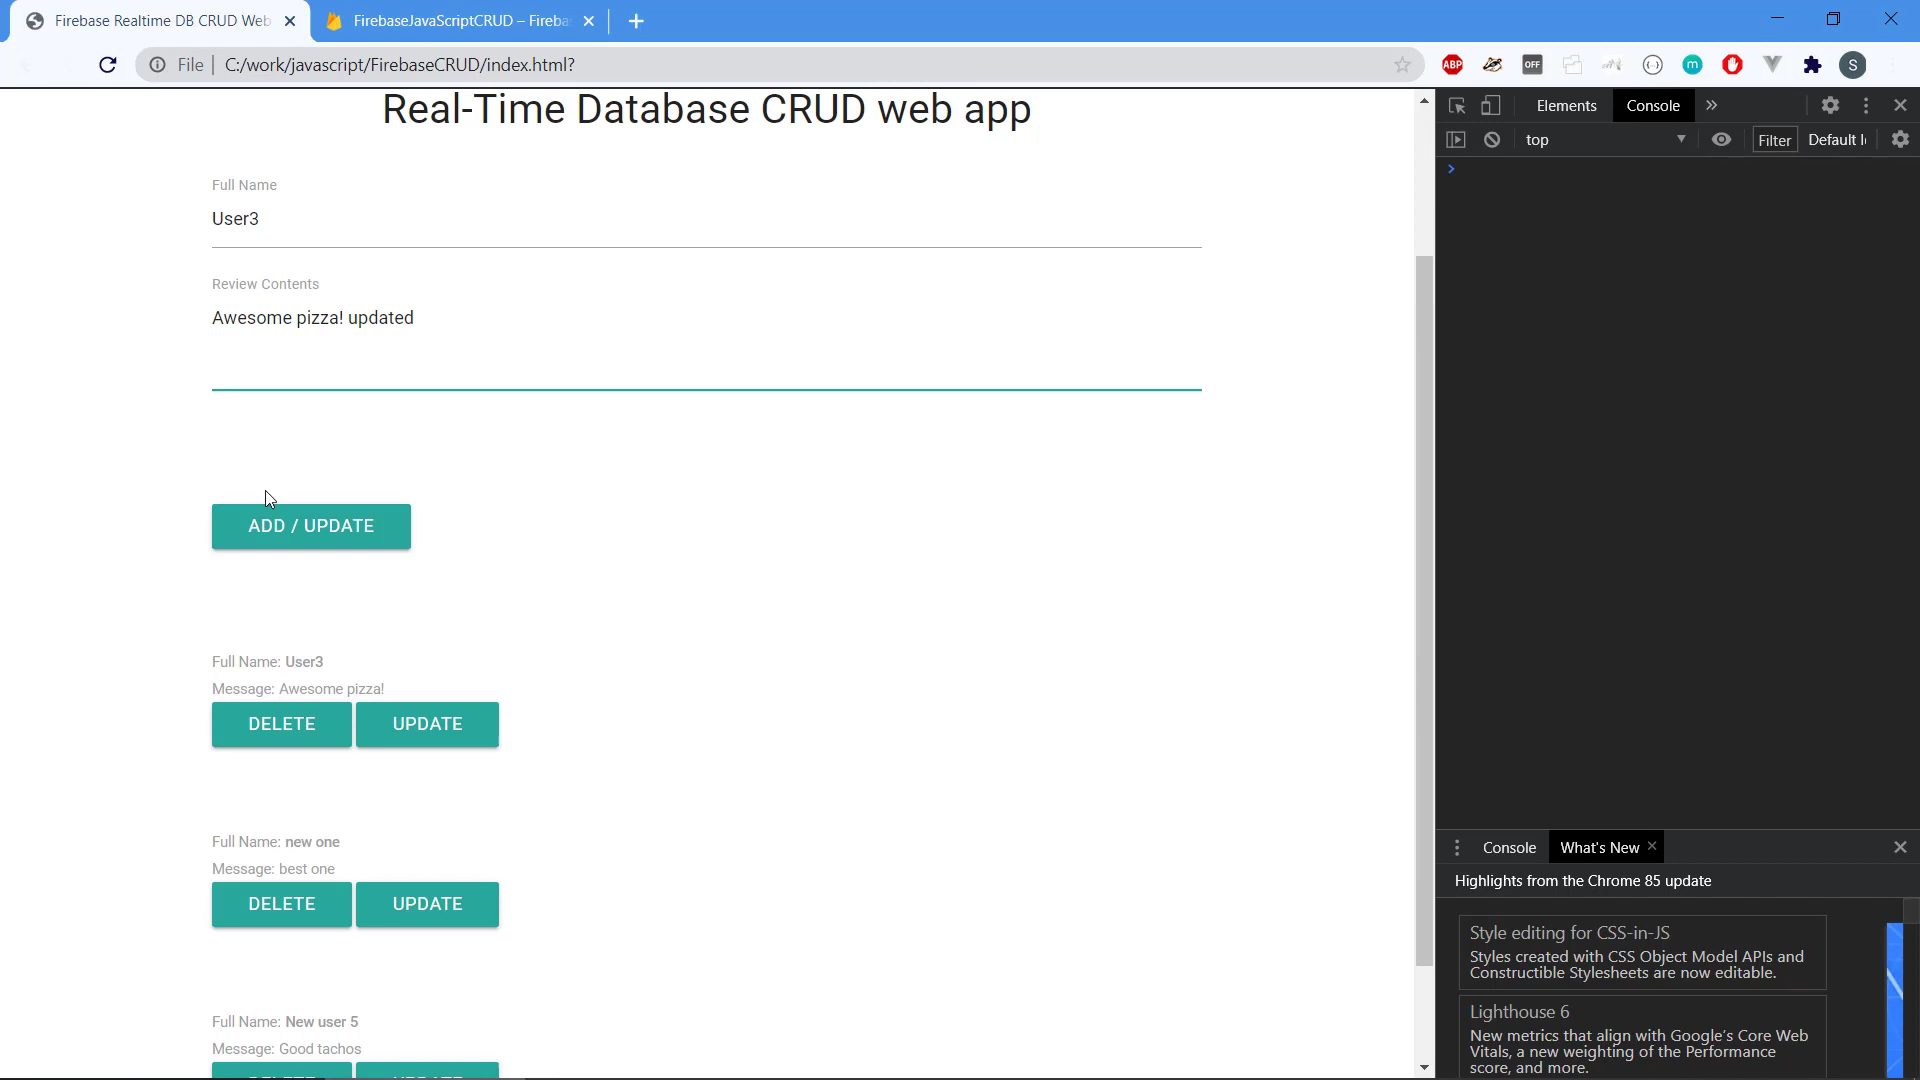 Firebase Realtime DB CRUD Web
FirebaseJavaScriptCRUD – Fireba
File
C:/work/javascript/FirebaseCRUD/index.html?
ABP
OFF
m
S
Real-Time Database CRUD web app
Full Name
User3
Review Contents
Awesome pizza! updated
ADD / UPDATE
Full Name: User3
Message: Awesome pizza!
DELETE
UPDATE
Full Name: new one
Message: best one
DELETE
UPDATE
Full Name: New user 5
Message: Good tachos
DELETE
UPDATE
Elements
Console
top
Filter
Default l
Console
What's New
Highlights from the Chrome 85 update
Style editing for CSS-in-JS
Styles created with CSS Object Model APIs and
Constructible Stylesheets are now editable.
Lighthouse 6
New metrics that align with Google's Core Web
Vitals, a new weighting of the Performance
score, and more.